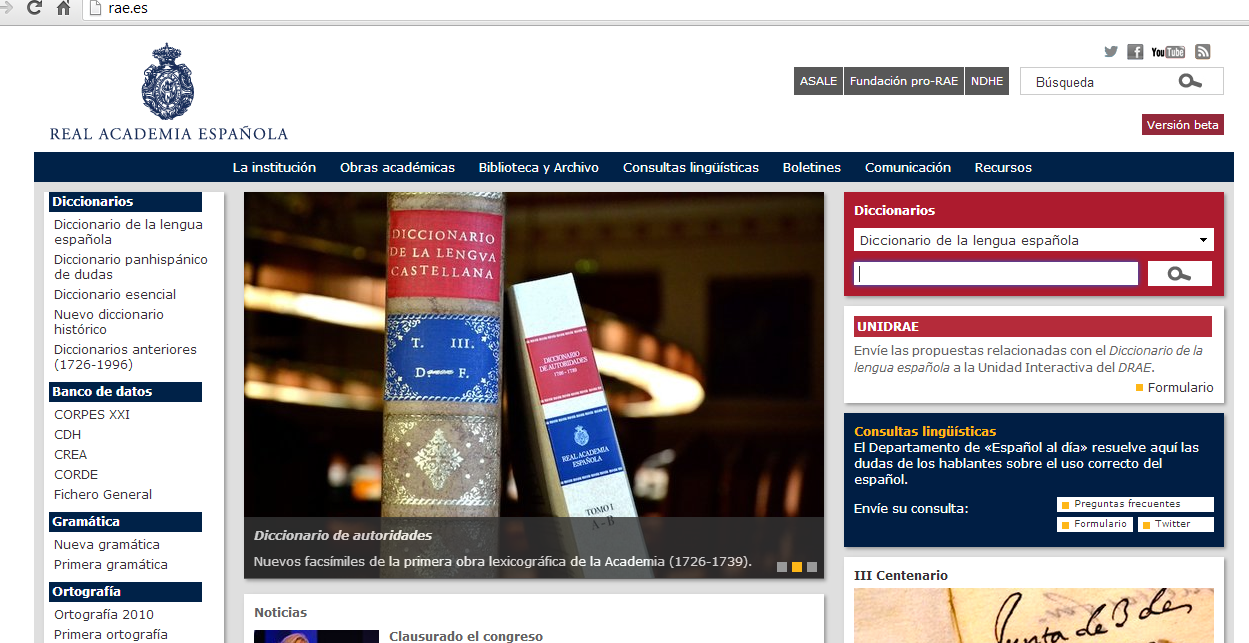 rae.es
You Tube
ASALE Fundación pro-RAE NDHE
Búsqueda
REAL ACADEMIA ESPAÑOLA
Versión beta
La institución Obras académicas Biblioteca y Archivo Consultas lingüísticas Boletines Comunicación Recursos
Diccionarios
Diccionario de la lengua
española
Diccionario panhispánico
de dudas
Diccionario esencial
Nuevo diccionario
histórico
Diccionarios anteriores
(1726-1996)
Banco de datos
CORPES XXI
CDH
CREA
CORDE
Fichero General
Gramática
Nueva gramática
Primera gramática
Ortografía
Ortografía 2010
Primera ortografía
DICCIONARIO
DE LA LENGVA
CASTELLANA
T. III.
D F.
DICCIONARIO
DE AUTORIDADES
1726 - 1739
REAL ACADEMIA
ESPAÑOLA
TOMO I
A - B
Diccionario de autoridades
Nuevos facsímiles de la primera obra lexicográfica de la Academia (1726-1739).
Noticias
Clausurado el congreso
Diccionarios
Diccionario de la lengua española
UNIDRAE
Envíe las propuestas relacionadas con el Diccionario de la
lengua española a la Unidad Interactiva del DRAE.
Formulario
Consultas lingüísticas
El Departamento de «Español al día» resuelve aquí las
dudas de los hablantes sobre el uso correcto del
español.
Envíe su consulta:
Preguntas frecuentes
Formulario
Twitter
III Centenario
Junta de 3 de